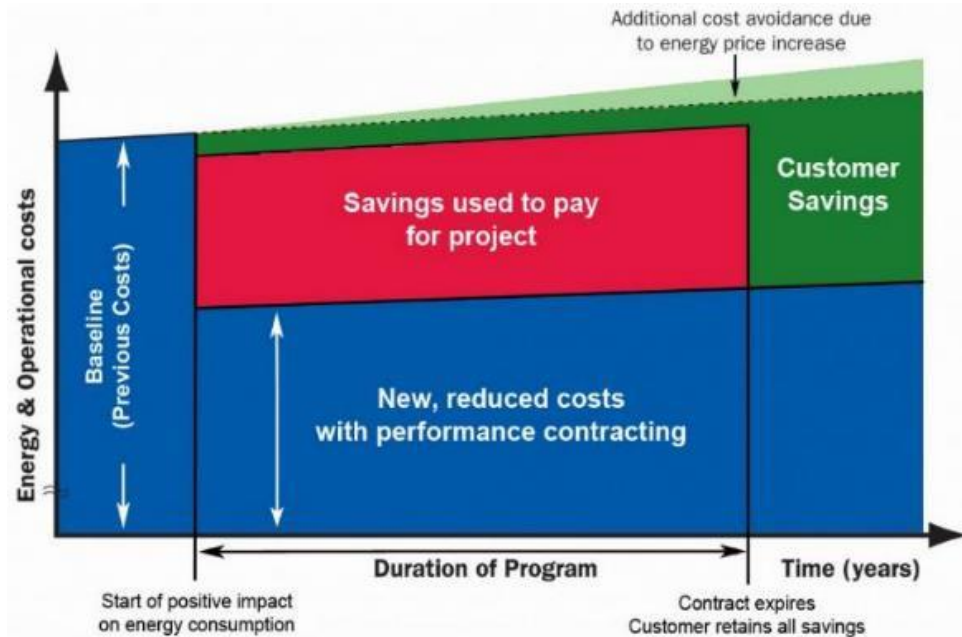 Additional cost avoidance due
to energy price increase
Energy & Operational costs
Baseline
(Previous Costs)
Savings used to pay
for project
Customer
Savings
New, reduced costs
with performance contracting
Duration of Program
Time (years)
Start of positive impact
on energy consumption
Contract expires
Customer retains all savings